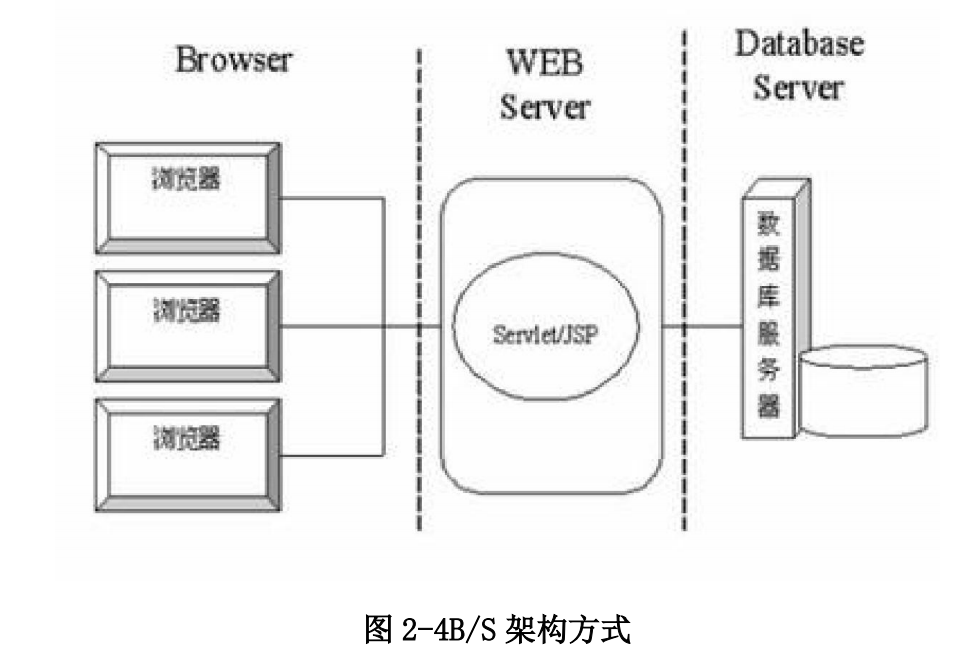 Browser
WEB
Server
Database
Server
浏览器
浏览器
浏览器
Servlet/JSP
数
据
库
服
务
器
图 2-4B/S 架构方式